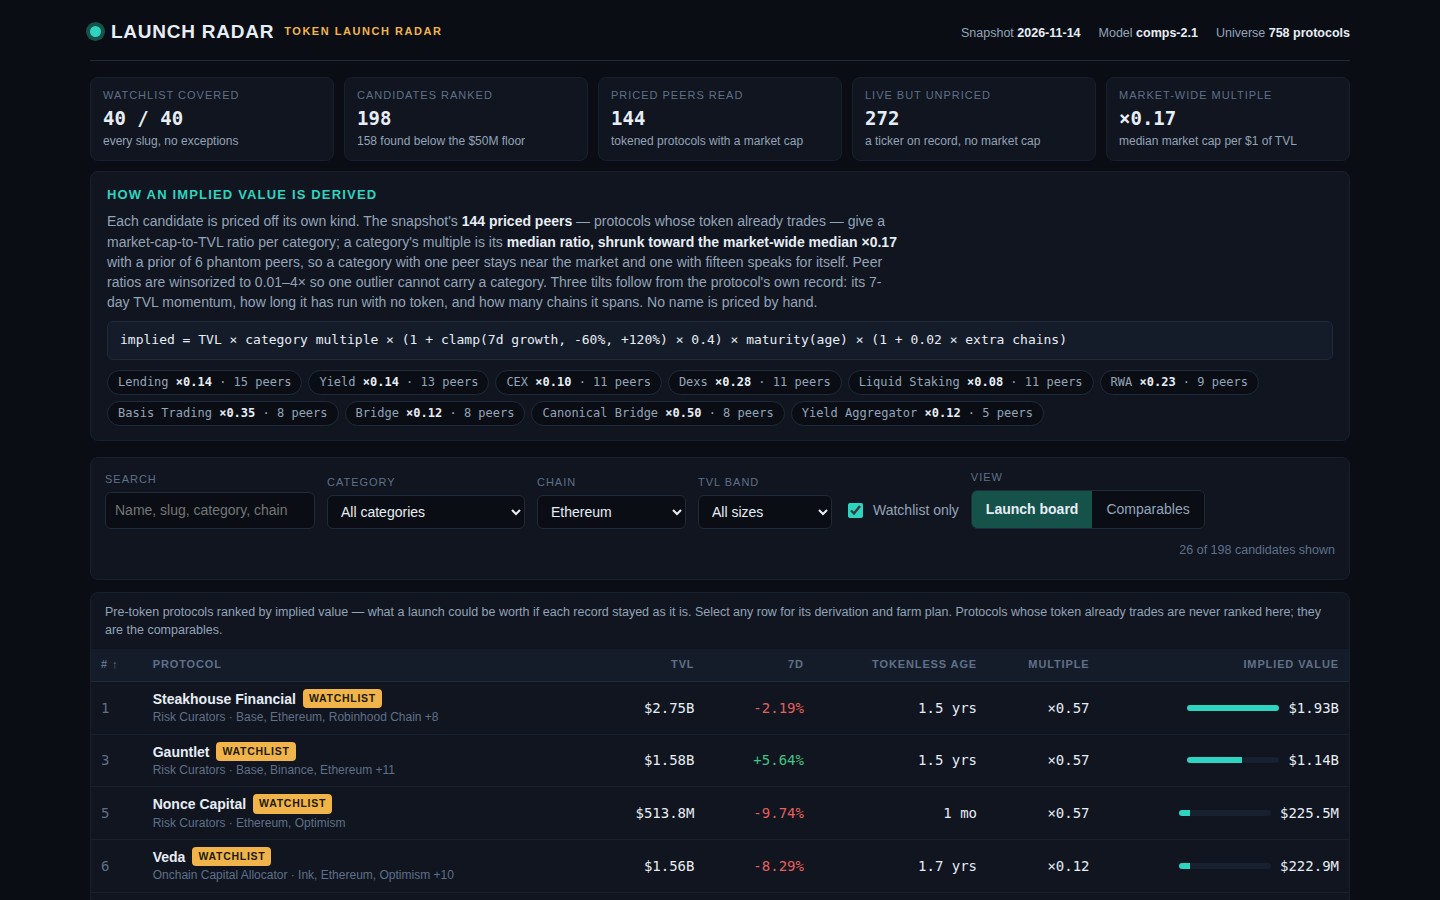 LAUNCH RADAR TOKEN LAUNCH RADAR
Snapshot 2026-11-14 Model comps-2.1 Universe 758 protocols
WATCHLIST COVERED
40 / 40
every slug, no exceptions
CANDIDATES RANKED
198
158 found below the $50M floor
PRICED PEERS READ
144
tokened protocols with a market cap
LIVE BUT UNPRICED
272
a ticker on record, no market cap
MARKET-WIDE MULTIPLE
×0.17
median market cap per $1 of TVL
HOW AN IMPLIED VALUE IS DERIVED
Each candidate is priced off its own kind. The snapshot's 144 priced peers — protocols whose token already trades — give a
market-cap-to-TVL ratio per category; a category's multiple is its median ratio, shrunk toward the market-wide median ×0.17
with a prior of 6 phantom peers, so a category with one peer stays near the market and one with fifteen speaks for itself. Peer
ratios are winsorized to 0.01–4× so one outlier cannot carry a category. Three tilts follow from the protocol's own record: its 7-
day TVL momentum, how long it has run with no token, and how many chains it spans. No name is priced by hand.
implied = TVL × category multiple × (1 + clamp(7d growth, -60%, +120%) × 0.4) × maturity(age) × (1 + 0.02 × extra chains)
Lending ×0.14 · 15 peers Yield ×0.14 · 13 peers CEX ×0.10 · 11 peers Dexs ×0.28 · 11 peers Liquid Staking ×0.08 · 11 peers RWA ×0.23 · 9 peers
Basis Trading ×0.35 · 8 peers Bridge ×0.12 · 8 peers Canonical Bridge ×0.50 · 8 peers Yield Aggregator ×0.12 · 5 peers
SEARCH
Name, slug, category, chain
CATEGORY
All categories
CHAIN
Ethereum
TVL BAND
All sizes
Watchlist only
VIEW
Launch board Comparables
26 of 198 candidates shown
Pre-token protocols ranked by implied value — what a launch could be worth if each record stayed as it is. Select any row for its derivation and farm plan. Protocols whose token already trades are never ranked here; they
are the comparables.
# ↑ PROTOCOL TVL 7D TOKENLESS AGE MULTIPLE IMPLIED VALUE
1 Steakhouse Financial WATCHLIST $2.75B -2.19% 1.5 yrs ×0.57 $1.93B
Risk Curators · Base, Ethereum, Robinhood Chain +8
3 Gauntlet WATCHLIST $1.58B +5.64% 1.5 yrs ×0.57 $1.14B
Risk Curators · Base, Binance, Ethereum +11
5 Nonce Capital WATCHLIST $513.8M -9.74% 1 mo ×0.57 $225.5M
Risk Curators · Ethereum, Optimism
6 Veda WATCHLIST $1.56B -8.29% 1.7 yrs ×0.12 $222.9M
Onchain Capital Allocator · Ink, Ethereum, Optimism +10